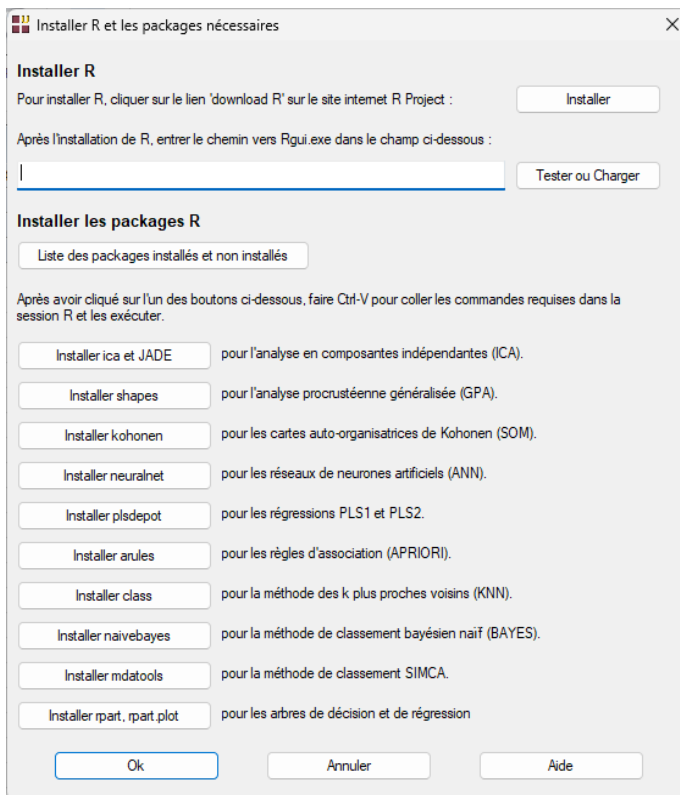 Installer R et les packages nécessaires
Installer R
Pour installer R, cliquer sur le lien 'download R' sur le site internet R Project :
Installer
Après l'installation de R, entrer le chemin vers Rgui.exe dans le champ ci-dessous :
Tester ou Charger
Installer les packages R
Liste des packages installés et non installés
Après avoir cliqué sur l'un des boutons ci-dessous, faire Ctrl-V pour coller les commandes requises dans la
session R et les exécuter.
Installer ica et JADE pour l'analyse en composantes indépendantes (ICA).
Installer shapes pour l'analyse procrustéenne généralisée (GPA).
Installer kohonen pour les cartes auto-organisatrices de Kohonen (SOM).
Installer neuralnet pour les réseaux de neurones artificiels (ANN).
Installer plsdepot pour les régressions PLS1 et PLS2.
Installer arules pour les règles d'association (APRIORI).
Installer class pour la méthode des k plus proches voisins (KNN).
Installer naivebayes pour la méthode de classement bayésien naïf (BAYES).
Installer mdatools pour la méthode de classement SIMCA.
Installer rpart, rpart.plot pour les arbres de décision et de régression
Ok Annuler Aide